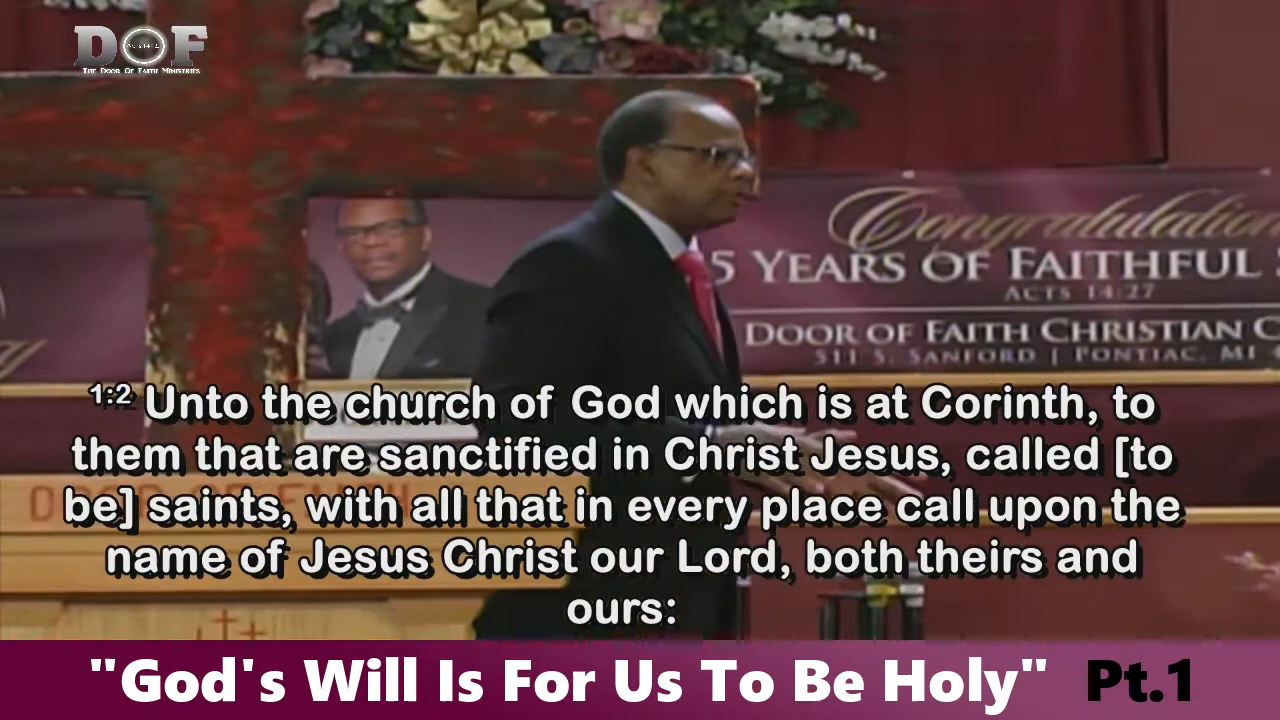 DOF
THE DOOR OF FAITH MINISTRIES
Congratulation
5 YEARS OF FAITHFUL S
ACTS 14:27
DOOR OF FAITH CHRISTIAN C
511 S. SANFORD | PONTIAC, MI
1:2 Unto the church of God which is at Corinth, to
them that are sanctified in Christ Jesus, called [to
be] saints, with all that in every place call upon the
name of Jesus Christ our Lord, both theirs and
ours:
"God's Will Is For Us To Be Holy" Pt.1